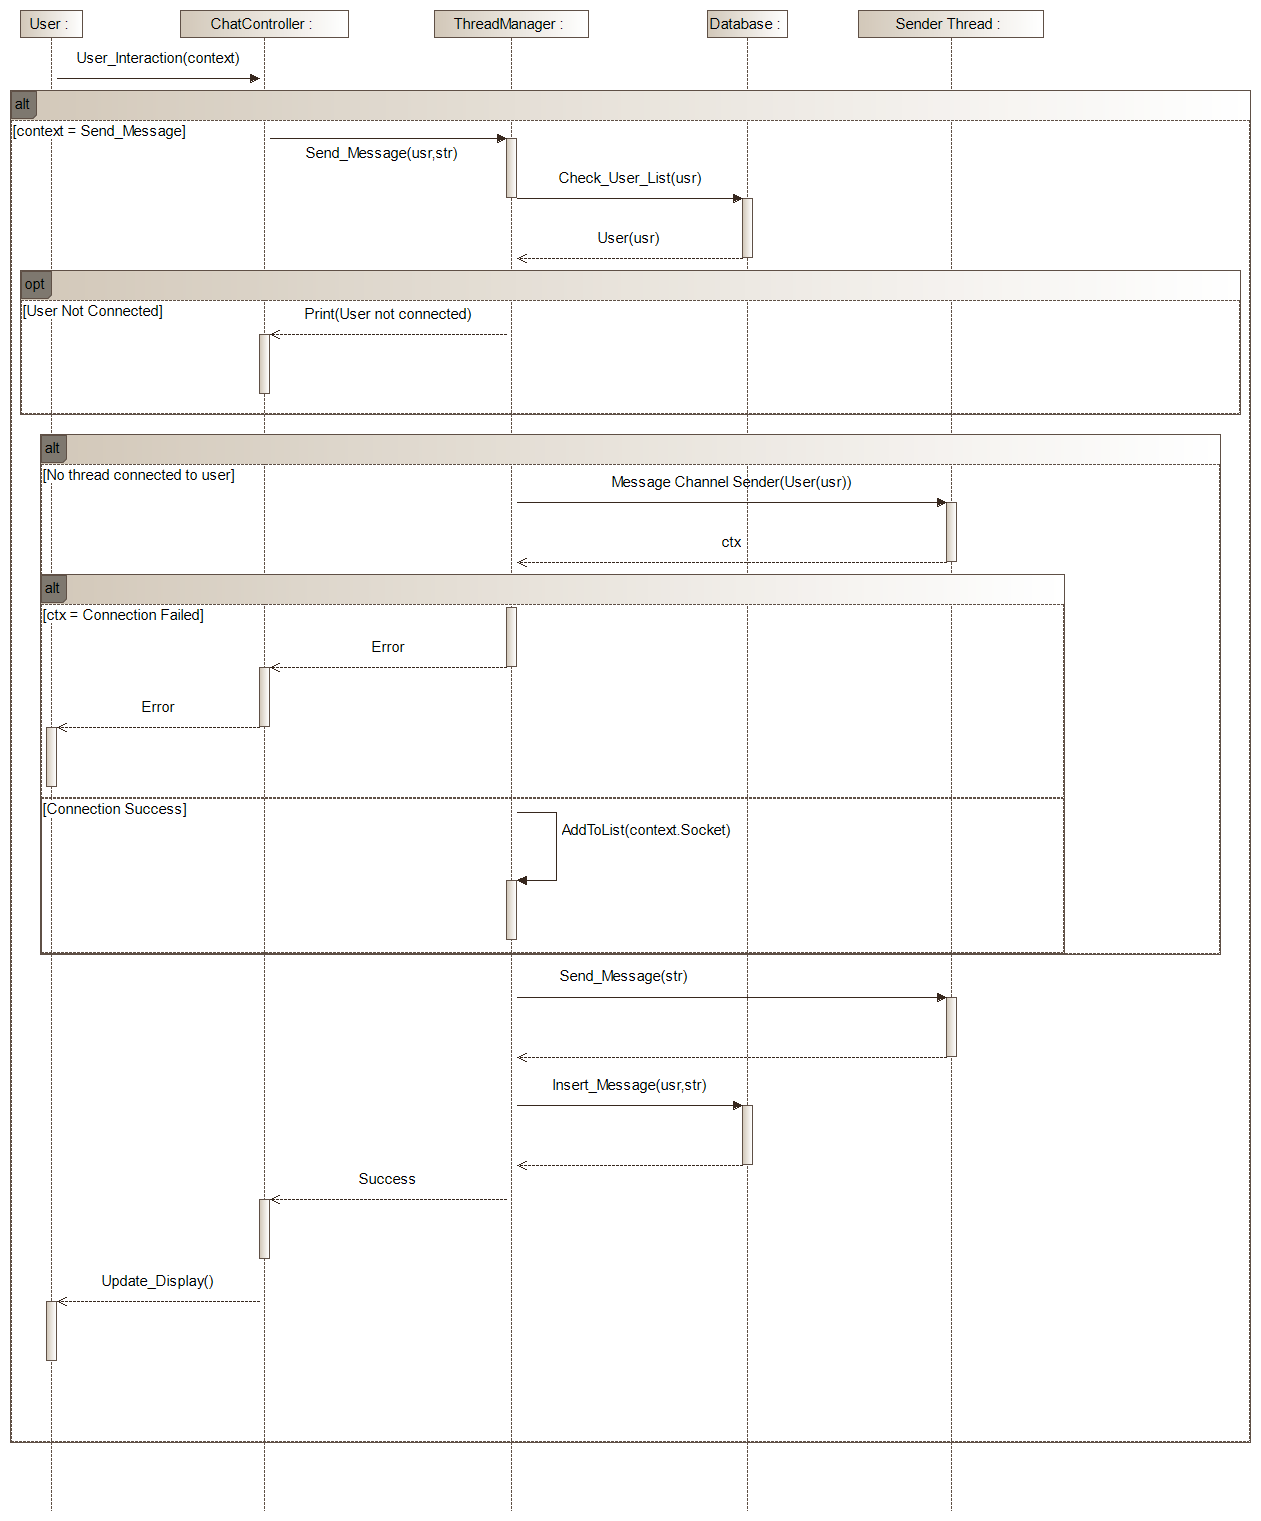 User :
ChatController :
ThreadManager :
Database :
Sender Thread :
User_Interaction(context)
alt
[context = Send_Message]
Send_Message(usr,str)
Check_User_List(usr)
User(usr)
opt
[User Not Connected]
Print(User not connected)
alt
[No thread connected to user]
Message Channel Sender(User(usr))
ctx
alt
[ctx = Connection Failed]
Error
Error
[Connection Success]
AddToList(context.Socket)
Send_Message(str)
Insert_Message(usr,str)
Success
Update_Display()